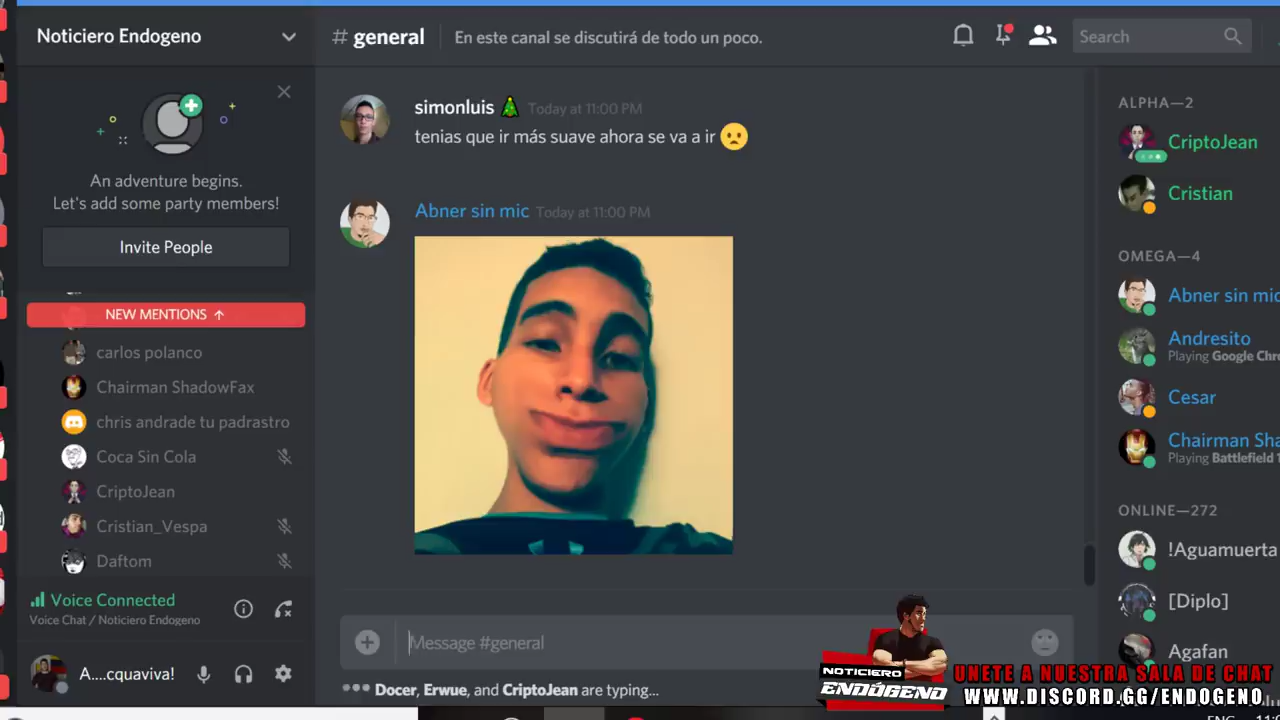 Noticiero Endogeno
# general
En este canal se discutirá de todo un poco.
Search
An adventure begins.
Let's add some party members!
Invite People
NEW MENTIONS ↑
carlos polanco
Chairman ShadowFax
chris andrade tu padrastro
Coca Sin Cola
CriptoJean
Cristian_Vespa
Daftom
Voice Connected
Voice Chat / Noticiero Endogeno
A....cquaviva!
simonluis🎄 Today at 11:00 PM
tenias que ir más suave ahora se va a ir 😦
Abner sin mic Today at 11:00 PM
Message #general
Docer, Erwue, and CriptoJean are typing...
ALPHA—2
CriptoJean
Cristian
OMEGA—4
Abner sin mic
Andresito
Playing Google Chro
Cesar
Chairman Sha
Playing Battlefield 1
ONLINE—272
!Aguamuerta
[Diplo]
Agafan
NOTICIERO
ENDÓGENO
UNETE A NUESTRA SALA DE CHAT
WWW.DISCORD.GG/ENDOGENO
ENG